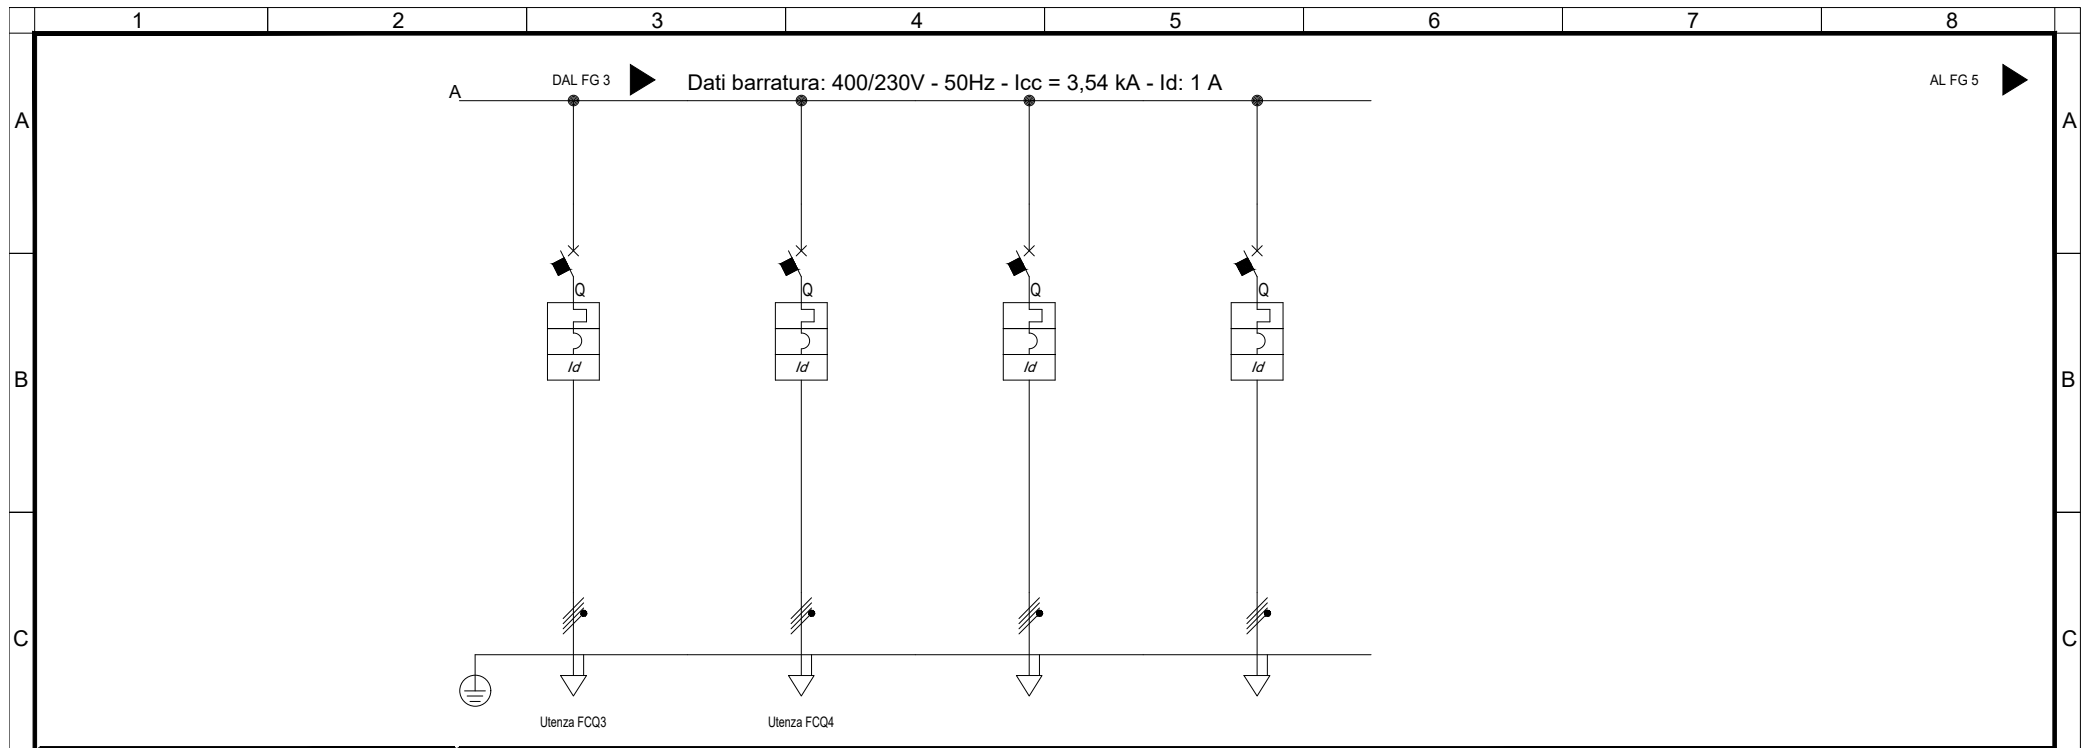 1 2 3 4 5 6 7 8
DAL FG 3 Dati barratura: 400/230V - 50Hz - Icc = 3,54 kA - Id: 1 A AL FG 5
A
A A
Q Q Q Q
Id Id Id Id
B B
C C
Utenza FCQ3 Utenza FCQ4